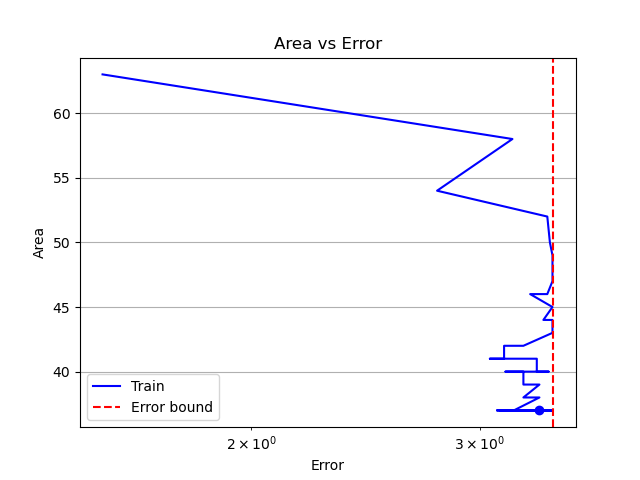 Area vs Error
60
55
50
45
40
Area
Train
Error bound
2 × 10⁰
3 × 10⁰
Error